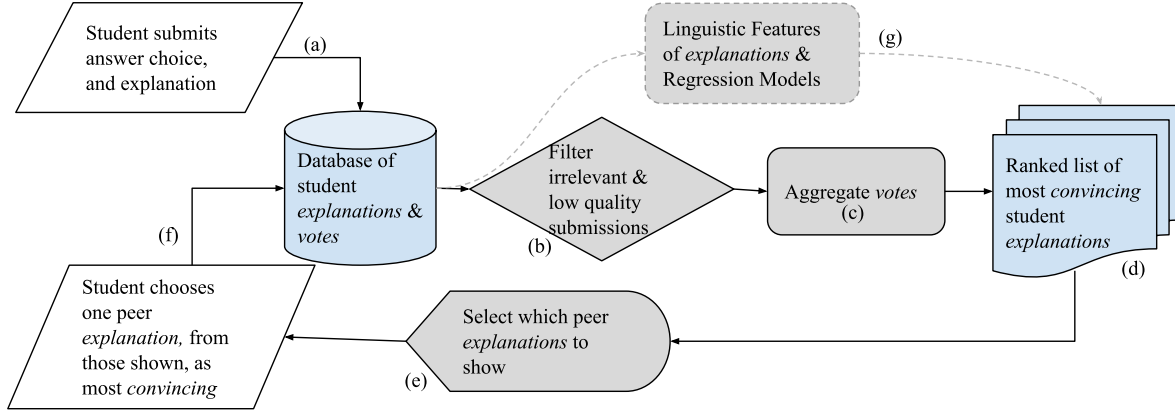 Student submits
answer choice,
and explanation
(a)
Linguistic Features
of explanations &
Regression Models
(g)
Database of
student
explanations &
votes
Filter
irrelevant &
low quality
submissions
(b)
Aggregate votes
(c)
Ranked list of
most convincing
student
explanations
(d)
(f)
Student chooses
one peer
explanation, from
those shown, as
most convincing
Select which peer
explanations to
show
(e)